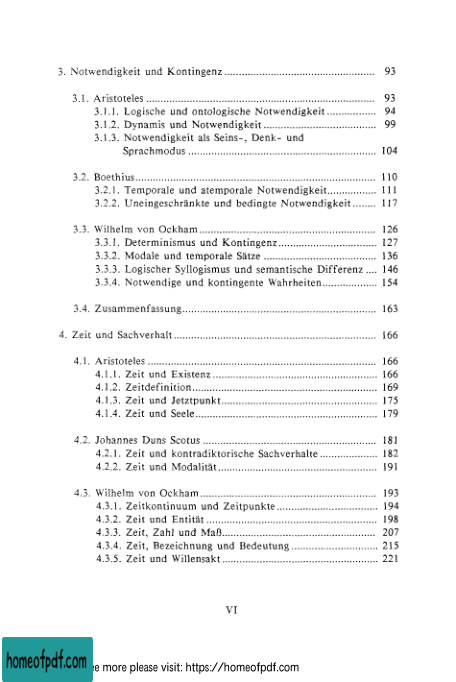 3. Notwendigkeit und Kontingenz ................................................. 93
3.1. Aristoteles ........................................................................... 93
3.1.1. Logische und ontologische Notwendigkeit ................ 94
3.1.2. Dynamis und Notwendigkeit ..................................... 99
3.1.3. Notwendigkeit als Seins-, Denk- und
Sprachmodus .............................................................. 104
3.2. Boethius............................................................................... 110
3.2.1. Temporale und atemporale Notwendigkeit................ 111
3.2.2. Uneingeschränkte und bedingte Notwendigkeit ........ 117
3.3. Wilhelm von Ockham.......................................................... 126
3.3.1. Determinismus und Kontingenz................................ 127
3.3.2. Modale und temporale Sätze ..................................... 136
3.3.3. Logischer Syllogismus und semantische Differenz .... 146
3.3.4. Notwendige und kontingente Wahrheiten.................. 154
3.4. Zusammenfassung................................................................ 163
4. Zeit und Sachverhalt .................................................................. 166
4.1. Aristoteles ........................................................................... 166
4.1.1. Zeit und Existenz ...................................................... 166
4.1.2. Zeitdefinition............................................................. 169
4.1.3. Zeit und Jetztpunkt................................................... 175
4.1.4. Zeit und Seele............................................................ 179
4.2. Johannes Duns Scotus ......................................................... 181
4.2.1. Zeit und kontradiktorische Sachverhalte ................... 182
4.2.2. Zeit und Modalität.................................................... 191
4.3. Wilhelm von Ockham.......................................................... 193
4.3.1. Zeitkontinuum und Zeitpunkte................................. 194
4.3.2. Zeit und Entität ........................................................ 198
4.3.3. Zeit, Zahl und Maß.................................................. 207
4.3.4. Zeit, Bezeichnung und Bedeutung ............................ 215
4.3.5. Zeit und Willensakt ................................................... 221
VI
homeofpdf.com
ee more please visit: https://homeofpdf.com